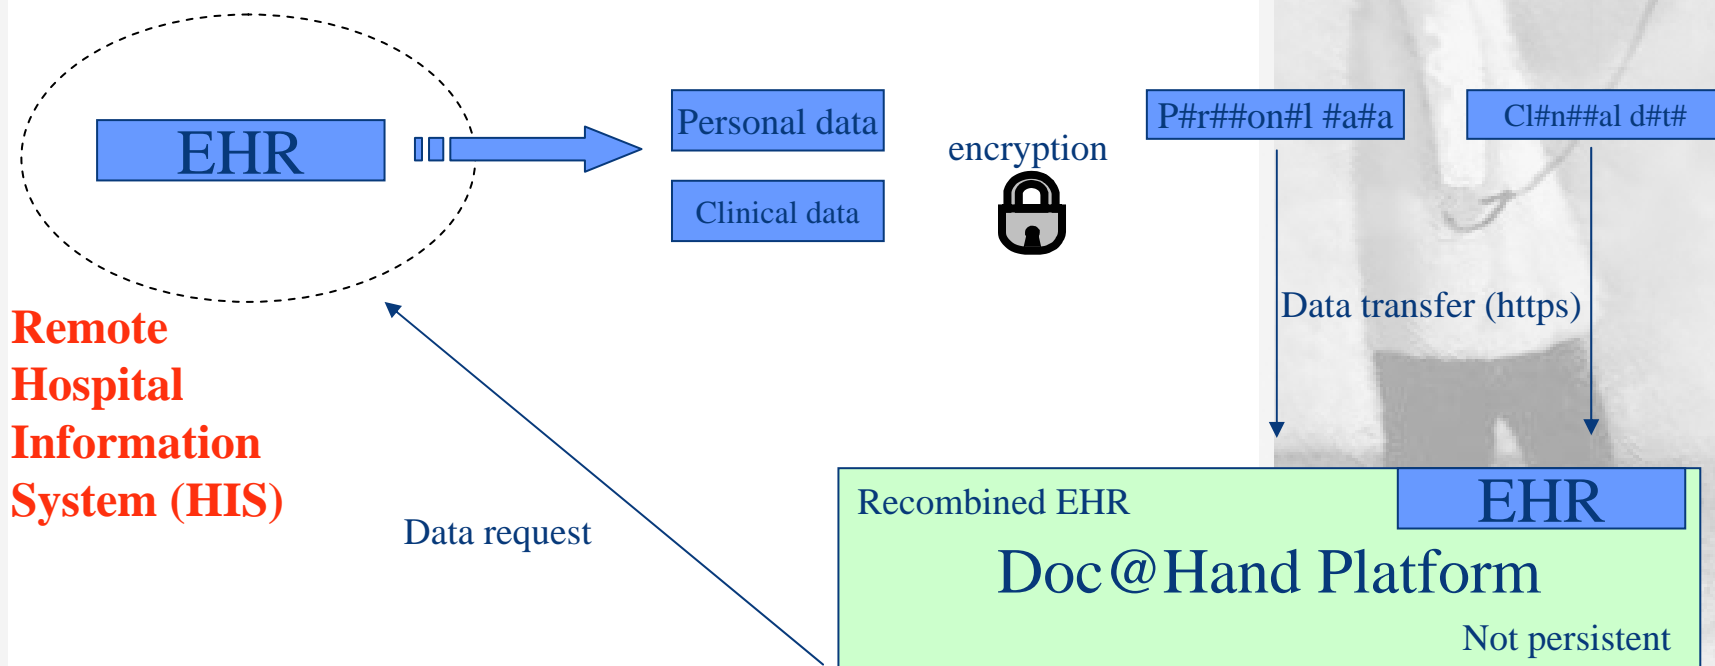 EHR
Personal data
Clinical data
encryption
P#r##on#l #a#a
Cl#n##al d#t#
Data transfer (https)
Remote
Hospital
Information
System (HIS)
Data request
Recombined EHR
EHR
Doc@Hand Platform
Not persistent